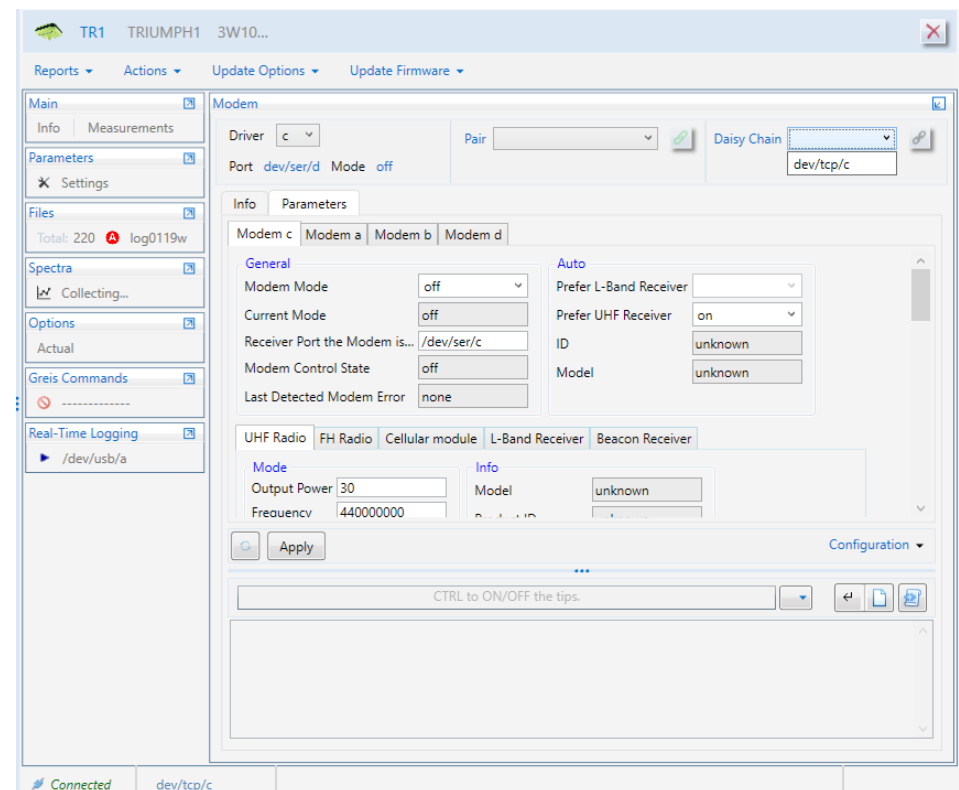 TR1 TRIUMPH1 3W10...
Reports Actions Update Options Update Firmware
Main
Info Measurements
Parameters
Settings
Files
Total: 220 A log0119w
Spectra
Collecting...
Options
Actual
Greis Commands
-------------
Real-Time Logging
/dev/usb/a
Modem
Driver c
Port dev/ser/d Mode off
Pair
Daisy Chain
dev/tcp/c
Info Parameters
Modem c Modem a Modem b Modem d
General
Modem Mode off
Current Mode off
Receiver Port the Modem is... /dev/ser/c
Modem Control State off
Last Detected Modem Error none
Auto
Prefer L-Band Receiver
Prefer UHF Receiver on
ID unknown
Model unknown
UHF Radio FH Radio Cellular module L-Band Receiver Beacon Receiver
Mode
Output Power 30
Frequency 440000000
Info
Model unknown
Product ID
Apply
Configuration
CTRL to ON/OFF the tips.
Connected dev/tcp/c